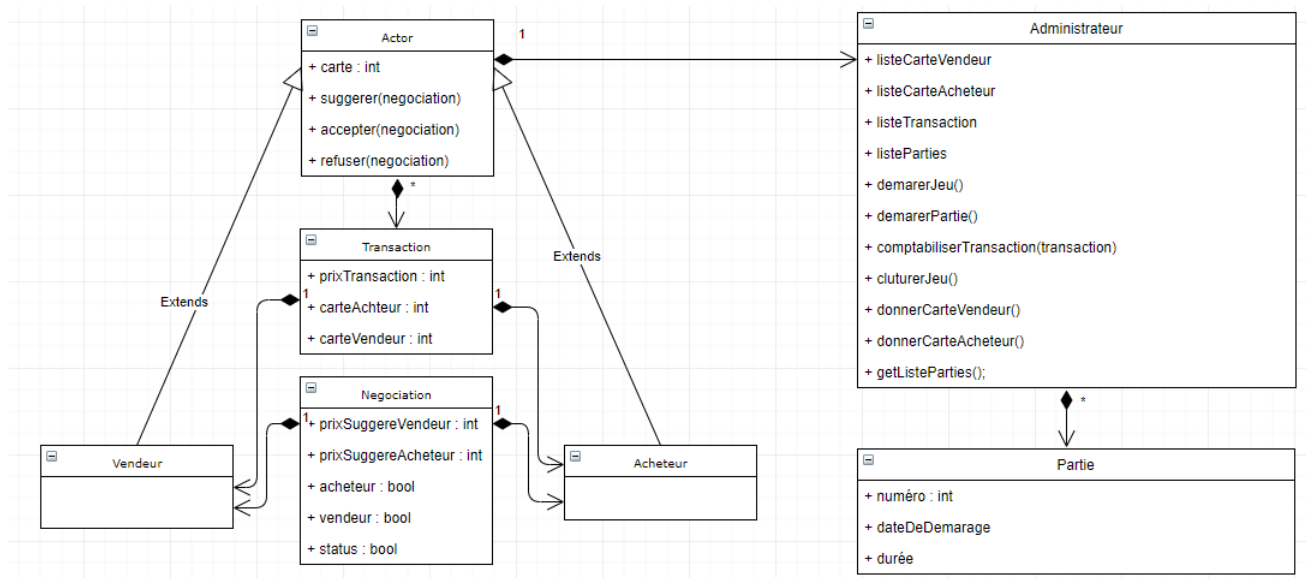 Actor
+ carte : int
+ suggerer(negociation)
+ accepter(negociation)
+ refuser(negociation)
1
*
Administrateur
+ listeCarteVendeur
+ listeCarteAcheteur
+ listeTransaction
+ listeParties
+ demarerJeu()
+ demarerPartie()
+ comptabiliserTransaction(transaction)
+ cluturerJeu()
+ donnerCarteVendeur()
+ donnerCarteAcheteur()
+ getListeParties();
*
Extends
Extends
Transaction
+ prixTransaction : int
+ carteAchteur : int
+ carteVendeur : int
1
1
Negociation
+ prixSuggereVendeur : int
+ prixSuggereAcheteur : int
+ acheteur : bool
+ vendeur : bool
+ status : bool
1
1
Vendeur
Acheteur
Partie
+ numéro : int
+ dateDeDemarage
+ durée